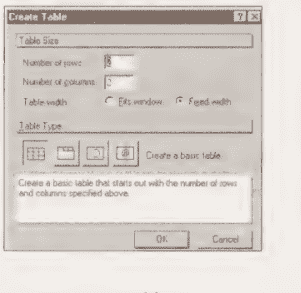 Create Table
Table Size
Number of rows
Number of columns
Table width Fits window Fixed width
Table Type
Create a basic table
Create a basic table that starts out with the number of rows
and columns specified above.
OK Cancel